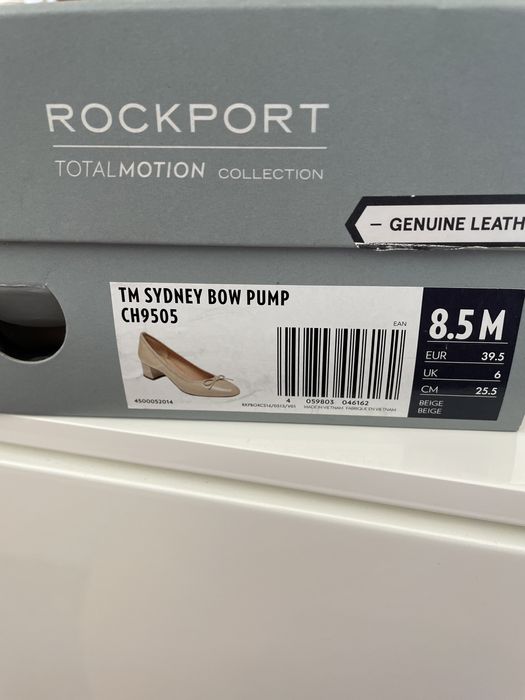 ROCKPORT
TOTALMOTION COLLECTION
– GENUINE LEATH
TM SYDNEY BOW PUMP
CH9505
EAN
4500052014
4 059803 046162
MADE IN VIETNAM FABRIQUE EN VIETNAM
8.5 M
EUR 39.5
UK 6
CM 25.5
BEIGE
BEIGE